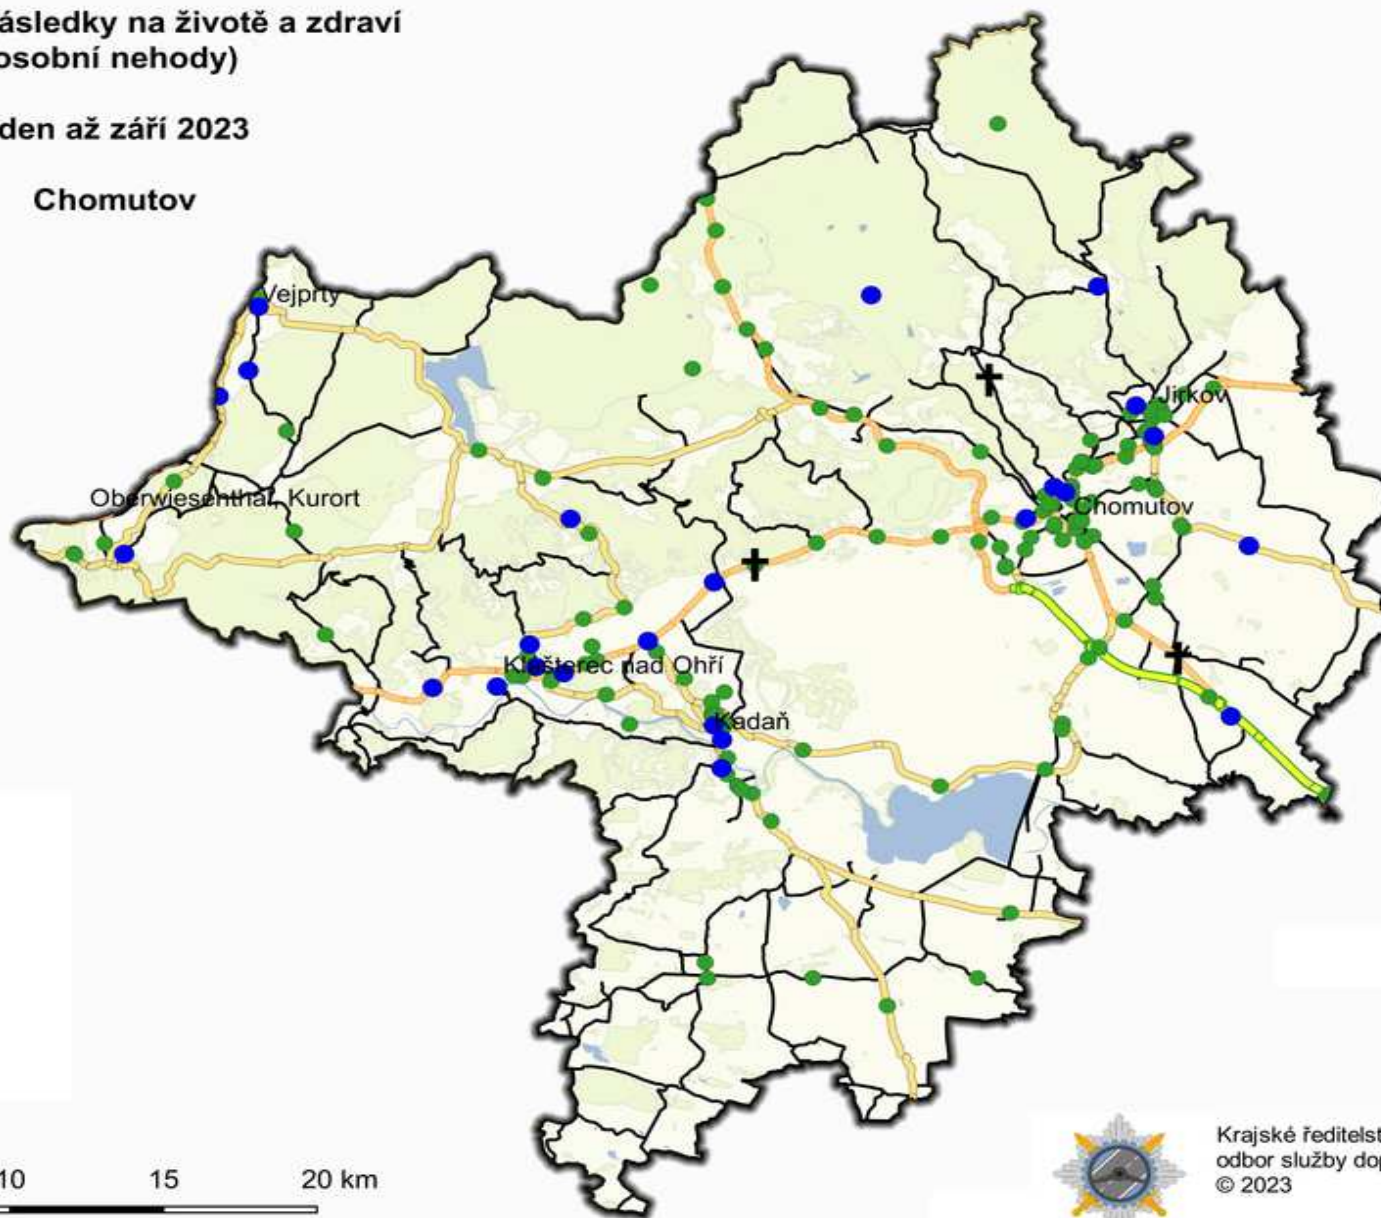 ásledky na životě a zdraví
osobní nehody)
den až září 2023
Chomutov
Vejprty
Jirkov
Oberwiesenthal, Kurort
Chomutov
Klášterec nad Ohří
Kadaň
10 15 20 km
Krajské ředitelst
odbor služby dop
© 2023